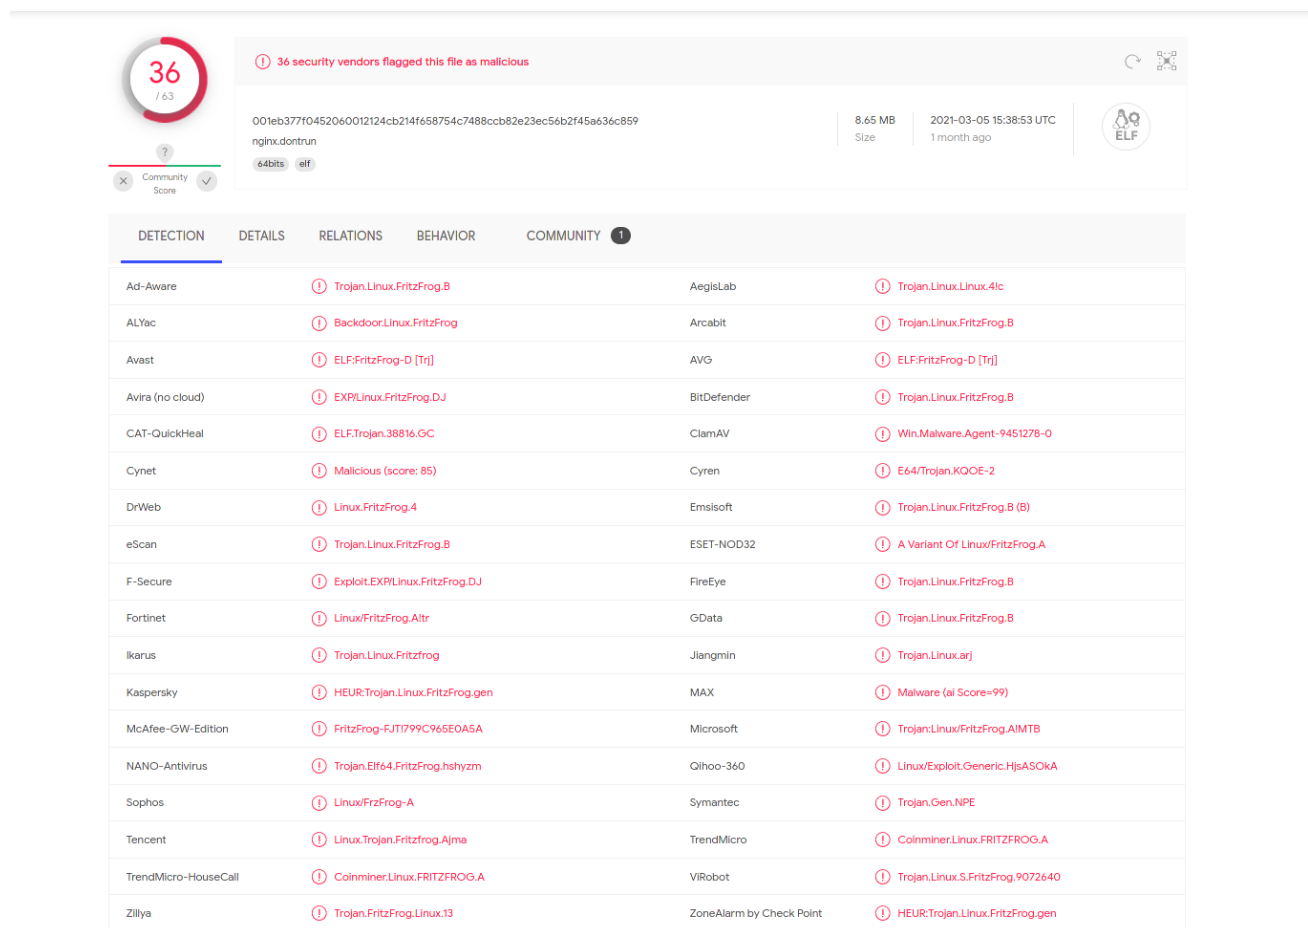 36
/ 63
36 security vendors flagged this file as malicious
001eb377f0452060012124cb214f658754c7488ccb82e23ec56b2f45a636c859
nginx.dontrun
64bits elf
8.65 MB
Size
2021-03-05 15:38:53 UTC
1 month ago
ELF
?
Community
Score
DETECTION DETAILS RELATIONS BEHAVIOR COMMUNITY 1
Ad-Aware Trojan.Linux.FritzFrog.B AegisLab Trojan.Linux.Linux.4!c
ALYac Backdoor.Linux.FritzFrog Arcabit Trojan.Linux.FritzFrog.B
Avast ELF:FritzFrog-D [Trj] AVG ELF:FritzFrog-D [Trj]
Avira (no cloud) EXP/Linux.FritzFrog.DJ BitDefender Trojan.Linux.FritzFrog.B
CAT-QuickHeal ELF.Trojan.38816.GC ClamAV Win.Malware.Agent-9451278-0
Cynet Malicious (score: 85) Cyren E64/Trojan.KQOE-2
DrWeb Linux.FritzFrog.4 Emsisoft Trojan.Linux.FritzFrog.B (B)
eScan Trojan.Linux.FritzFrog.B ESET-NOD32 A Variant Of Linux/FritzFrog.A
F-Secure Exploit.EXP/Linux.FritzFrog.DJ FireEye Trojan.Linux.FritzFrog.B
Fortinet Linux/FritzFrog.A!tr GData Trojan.Linux.FritzFrog.B
Ikarus Trojan.Linux.Fritzfrog Jiangmin Trojan.Linux.arj
Kaspersky HEUR:Trojan.Linux.FritzFrog.gen MAX Malware (ai Score=99)
McAfee-GW-Edition FritzFrog-FJT!799C965E0A5A Microsoft Trojan:Linux/FritzFrog.A!MTB
NANO-Antivirus Trojan.Elf64.FritzFrog.hshyzm Qihoo-360 Linux/Exploit.Generic.HjsASOkA
Sophos Linux/FrzFrog-A Symantec Trojan.Gen.NPE
Tencent Linux.Trojan.Fritzfrog.Ajma TrendMicro Coinminer.Linux.FRITZFROG.A
TrendMicro-HouseCall Coinminer.Linux.FRITZFROG.A ViRobot Trojan.Linux.S.FritzFrog.9072640
Zillya Trojan.FritzFrog.Linux.13 ZoneAlarm by Check Point HEUR:Trojan.Linux.FritzFrog.gen